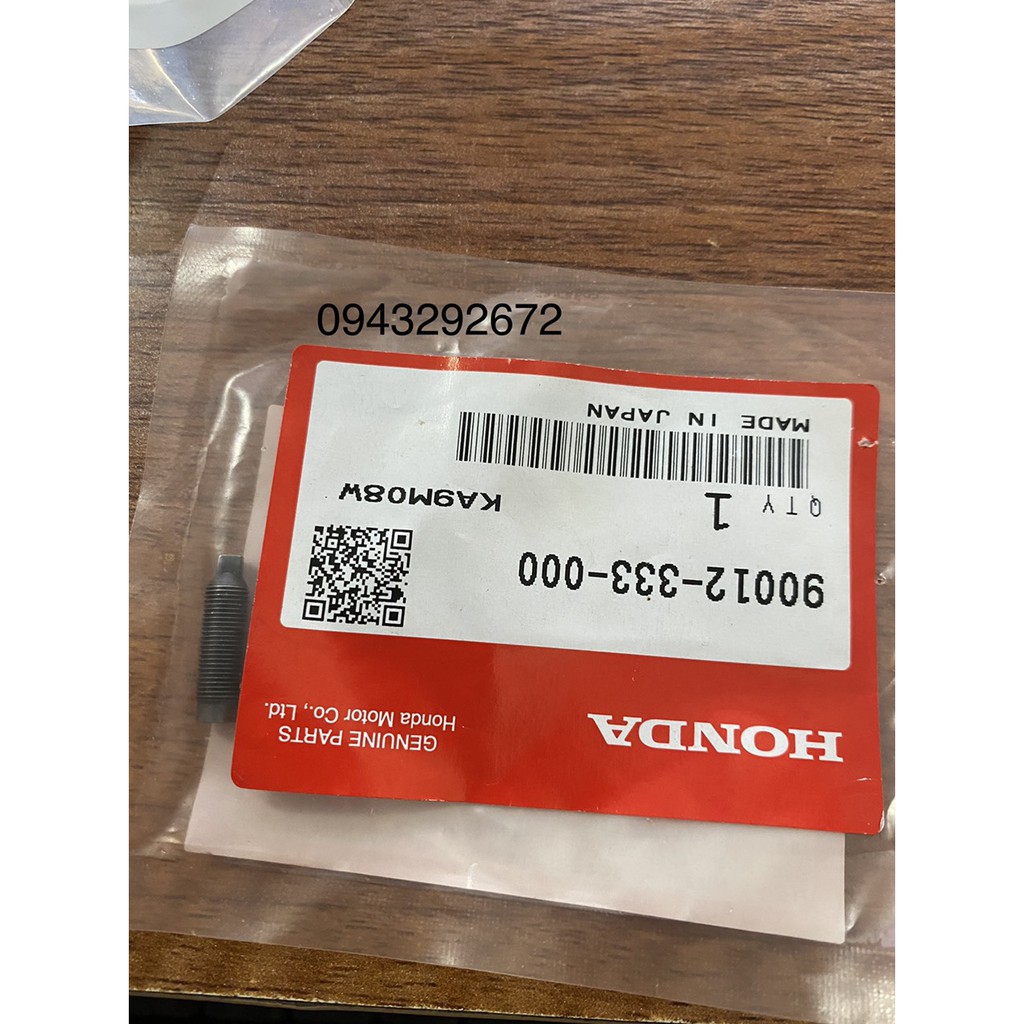 0943292672
HONDA
GENUINE PARTS
Honda Motor Co., Ltd.
90012-333-000
QTY 1
KA9M08W
MADE IN JAPAN